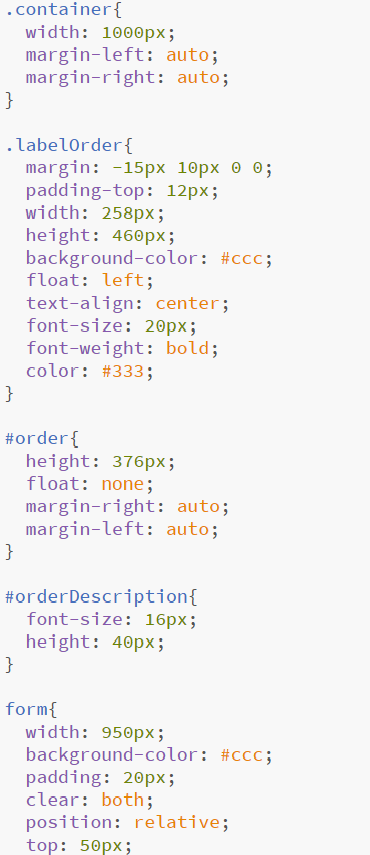 .container{
  width: 1000px;
  margin-left: auto;
  margin-right: auto;
}

.labelOrder{
  margin: -15px 10px 0 0;
  padding-top: 12px;
  width: 258px;
  height: 460px;
  background-color: #ccc;
  float: left;
  text-align: center;
  font-size: 20px;
  font-weight: bold;
  color: #333;
}

#order{
  height: 376px;
  float: none;
  margin-right: auto;
  margin-left: auto;
}

#orderDescription{
  font-size: 16px;
  height: 40px;
}

form{
  width: 950px;
  background-color: #ccc;
  padding: 20px;
  clear: both;
  position: relative;
  top: 50px;